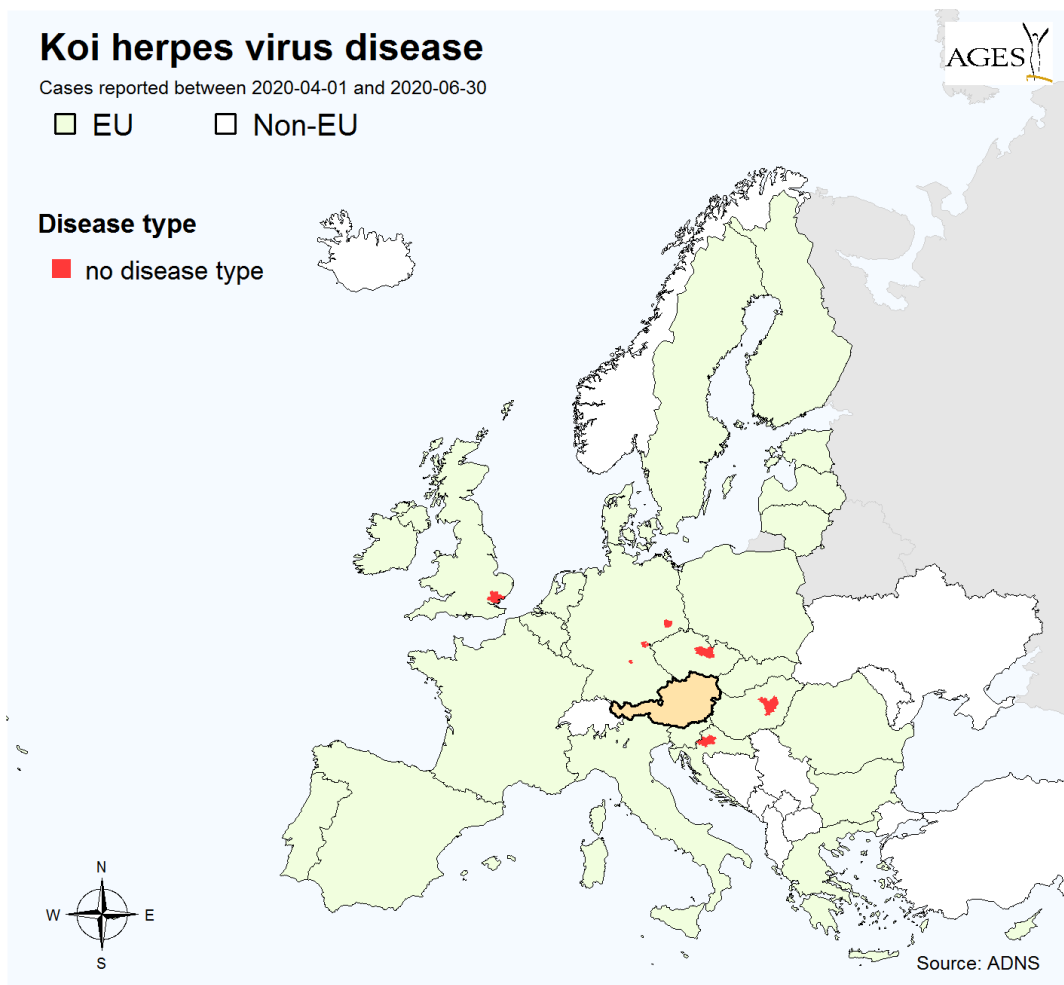 Koi herpes virus disease
Cases reported between 2020-04-01 and 2020-06-30
EU Non-EU
AGES
Disease type
no disease type
N
W E
S
Source: ADNS